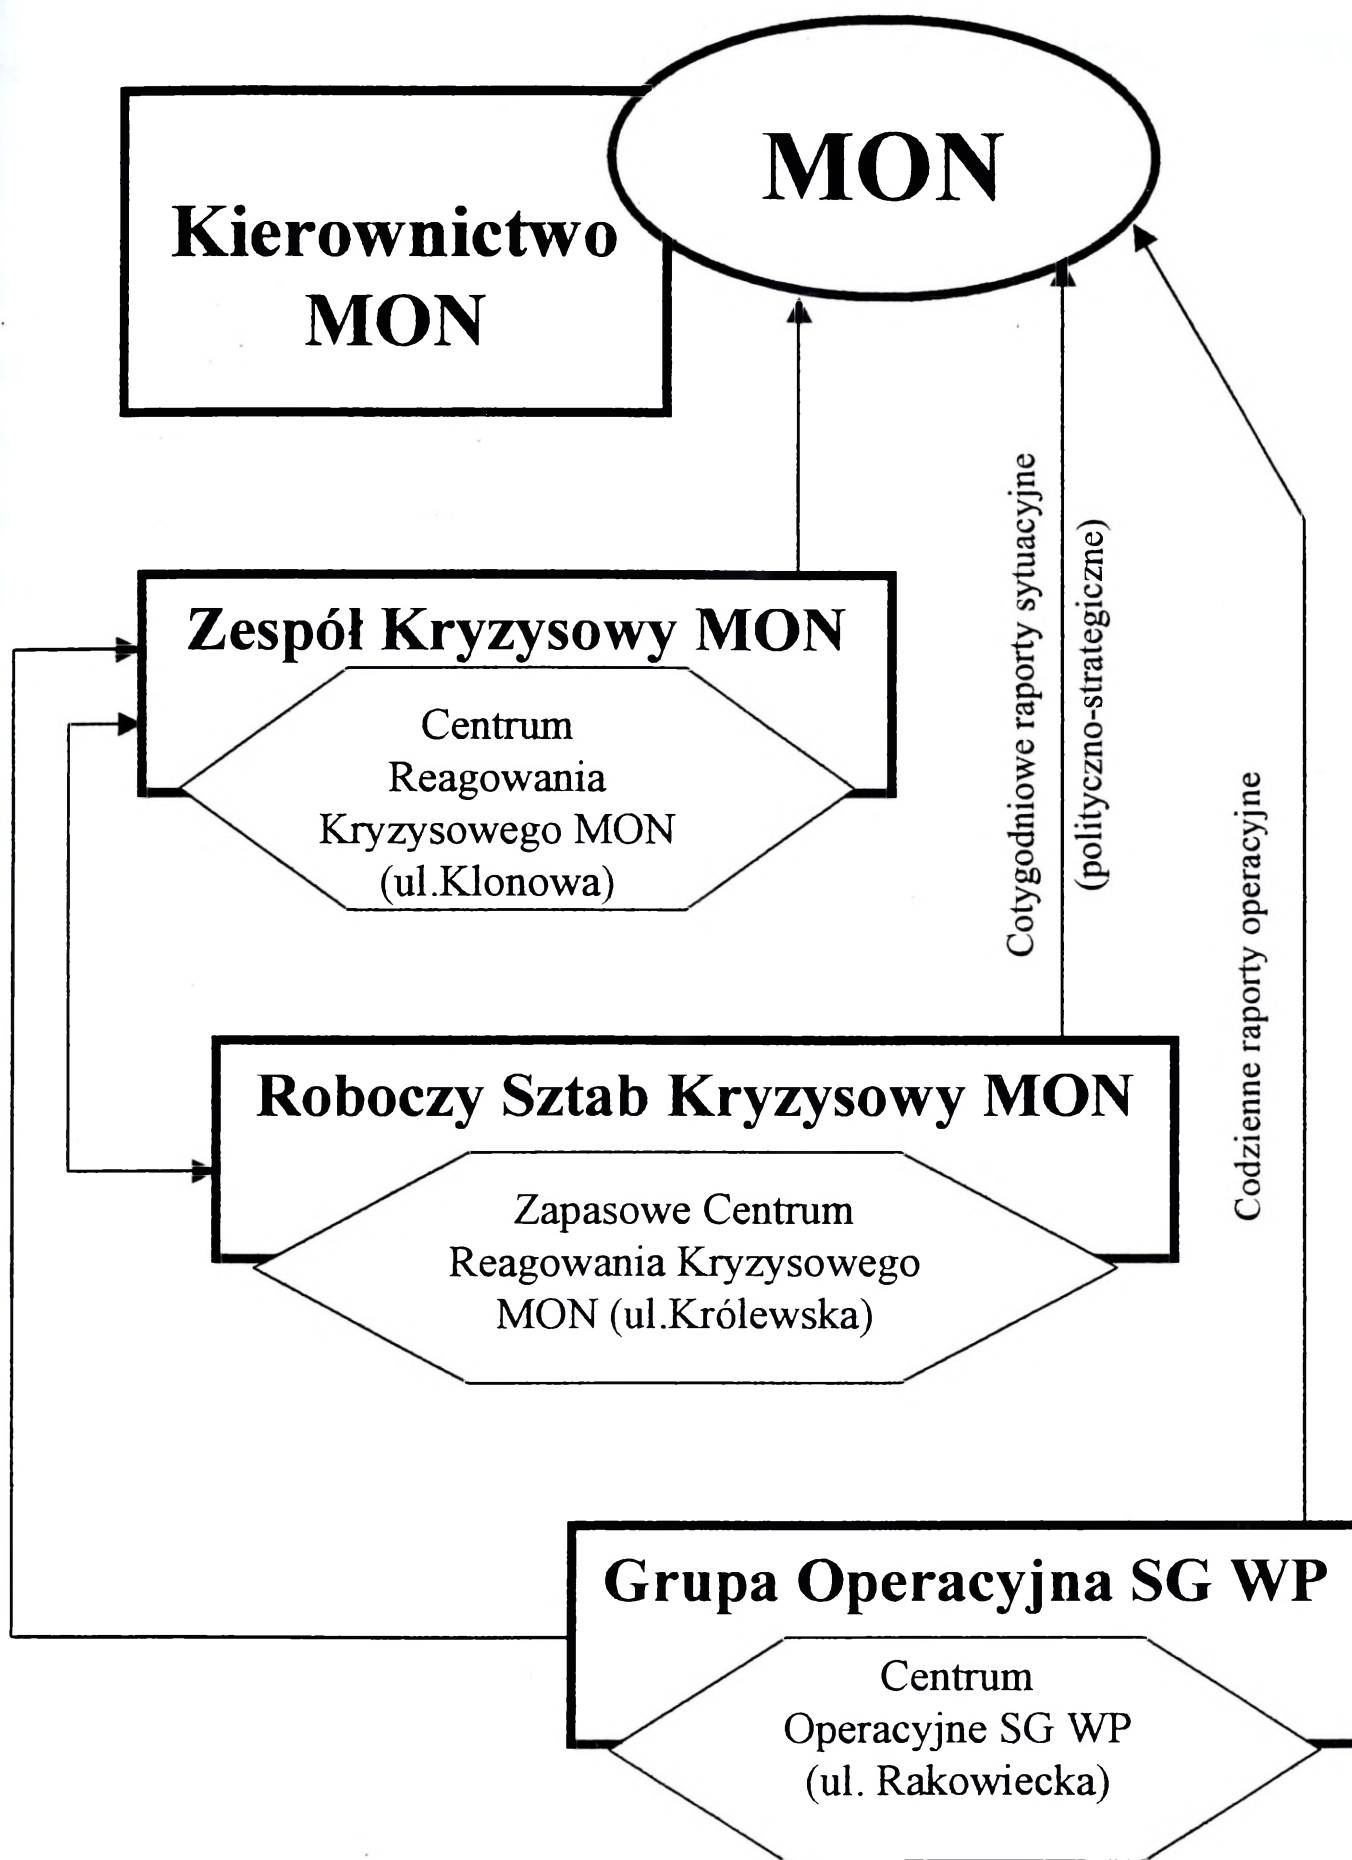 MON
Kierownictwo
MON
Zespół Kryzysowy MON
Centrum
Reagowania
Kryzysowego MON
(ul.Klonowa)
Cotygodniowe raporty sytuacyjne
(polityczno-strategiczne)
Codzienne raporty operacyjne
Roboczy Sztab Kryzysowy MON
Zapasowe Centrum
Reagowania Kryzysowego
MON (ul.Królewska)
Grupa Operacyjna SG WP
Centrum
Operacyjne SG WP
(ul. Rakowiecka)